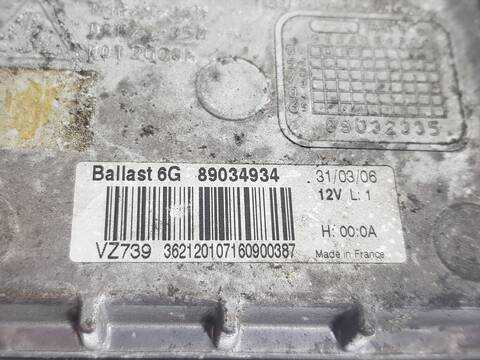 89032335
Ballast 6G 89034934 31/03/06
12V L: 1
H: 00:0A
VZ739 362120107160900387 Made in France